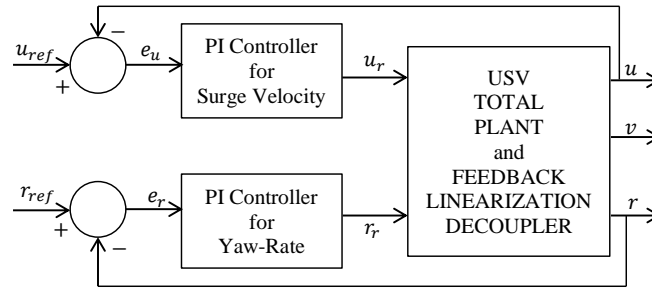 −
u_ref
+
e_u
PI Controller
for
Surge Velocity
u_r
USV
TOTAL
PLANT
and
FEEDBACK
LINEARIZATION
DECOUPLER
u
v
r
r_ref
+
−
e_r
PI Controller
for
Yaw-Rate
r_r